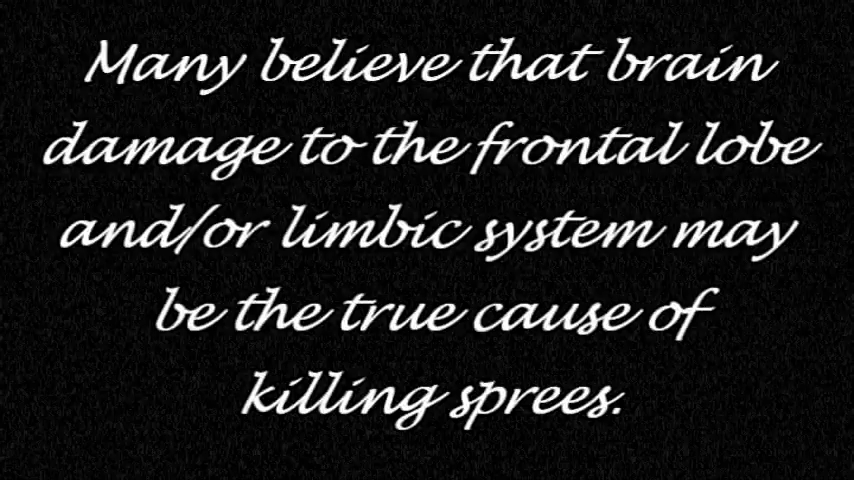 Many believe that brain
damage to the frontal lobe
and/or limbic system may
be the true cause of
killing sprees.